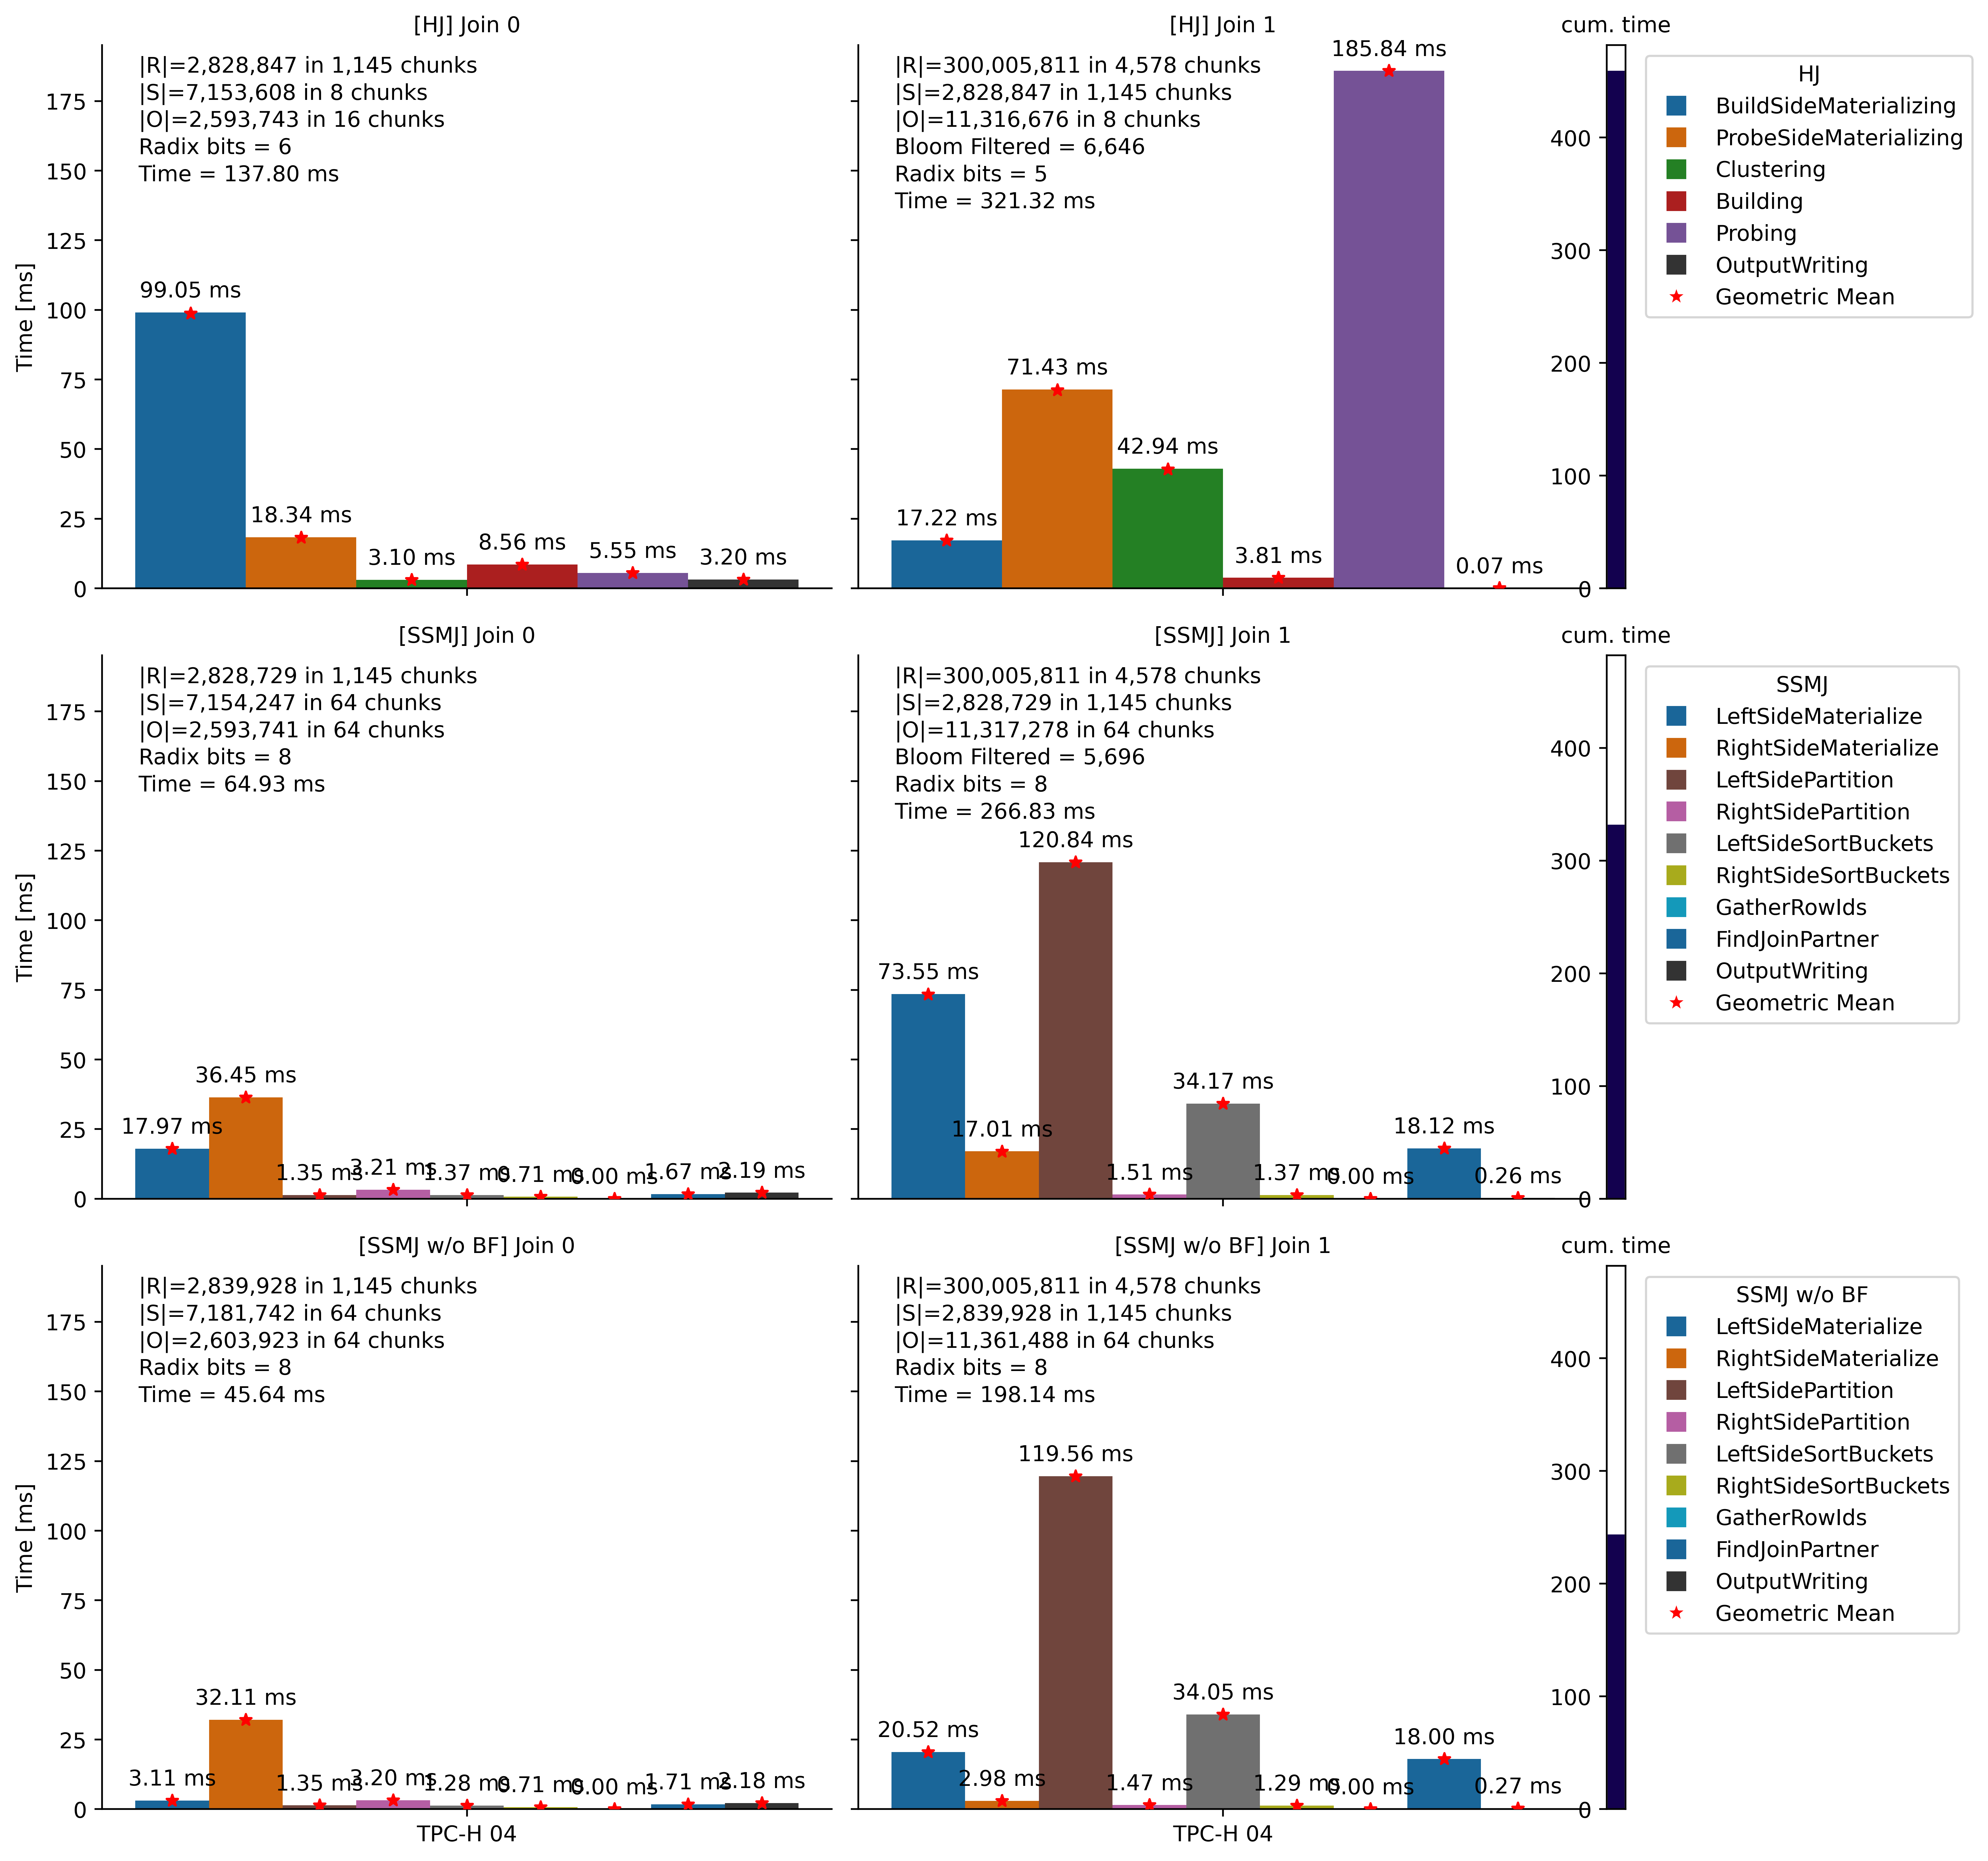 [HJ] Join 0
|R|=2,828,847 in 1,145 chunks
|S|=7,153,608 in 8 chunks
|O|=2,593,743 in 16 chunks
Radix bits = 6
Time = 137.80 ms
Time [ms]
175
150
125
100
75
50
25
0
99.05 ms
18.34 ms
3.10 ms
8.56 ms
5.55 ms
3.20 ms
[HJ] Join 1
|R|=300,005,811 in 4,578 chunks
|S|=2,828,847 in 1,145 chunks
|O|=11,316,676 in 8 chunks
Bloom Filtered = 6,646
Radix bits = 5
Time = 321.32 ms
17.22 ms
71.43 ms
42.94 ms
3.81 ms
185.84 ms
0.07 ms
cum. time
400
300
200
100
0
HJ
BuildSideMaterializing
ProbeSideMaterializing
Clustering
Building
Probing
OutputWriting
Geometric Mean
[SSMJ] Join 0
|R|=2,828,729 in 1,145 chunks
|S|=7,154,247 in 64 chunks
|O|=2,593,741 in 64 chunks
Radix bits = 8
Time = 64.93 ms
Time [ms]
175
150
125
100
75
50
25
0
17.97 ms
36.45 ms
1.35 ms
3.21 ms
1.37 ms
0.71 ms
0.00 ms
1.67 ms
2.19 ms
[SSMJ] Join 1
|R|=300,005,811 in 4,578 chunks
|S|=2,828,729 in 1,145 chunks
|O|=11,317,278 in 64 chunks
Bloom Filtered = 5,696
Radix bits = 8
Time = 266.83 ms
73.55 ms
17.01 ms
120.84 ms
1.51 ms
34.17 ms
1.37 ms
0.00 ms
18.12 ms
0.26 ms
cum. time
400
300
200
100
0
SSMJ
LeftSideMaterialize
RightSideMaterialize
LeftSidePartition
RightSidePartition
LeftSideSortBuckets
RightSideSortBuckets
GatherRowIds
FindJoinPartner
OutputWriting
Geometric Mean
[SSMJ w/o BF] Join 0
|R|=2,839,928 in 1,145 chunks
|S|=7,181,742 in 64 chunks
|O|=2,603,923 in 64 chunks
Radix bits = 8
Time = 45.64 ms
Time [ms]
175
150
125
100
75
50
25
0
3.11 ms
32.11 ms
1.35 ms
3.20 ms
1.28 ms
0.71 ms
0.00 ms
1.71 ms
2.18 ms
TPC-H 04
[SSMJ w/o BF] Join 1
|R|=300,005,811 in 4,578 chunks
|S|=2,839,928 in 1,145 chunks
|O|=11,361,488 in 64 chunks
Radix bits = 8
Time = 198.14 ms
20.52 ms
2.98 ms
119.56 ms
1.47 ms
34.05 ms
1.29 ms
0.00 ms
18.00 ms
0.27 ms
TPC-H 04
cum. time
400
300
200
100
0
SSMJ w/o BF
LeftSideMaterialize
RightSideMaterialize
LeftSidePartition
RightSidePartition
LeftSideSortBuckets
RightSideSortBuckets
GatherRowIds
FindJoinPartner
OutputWriting
Geometric Mean